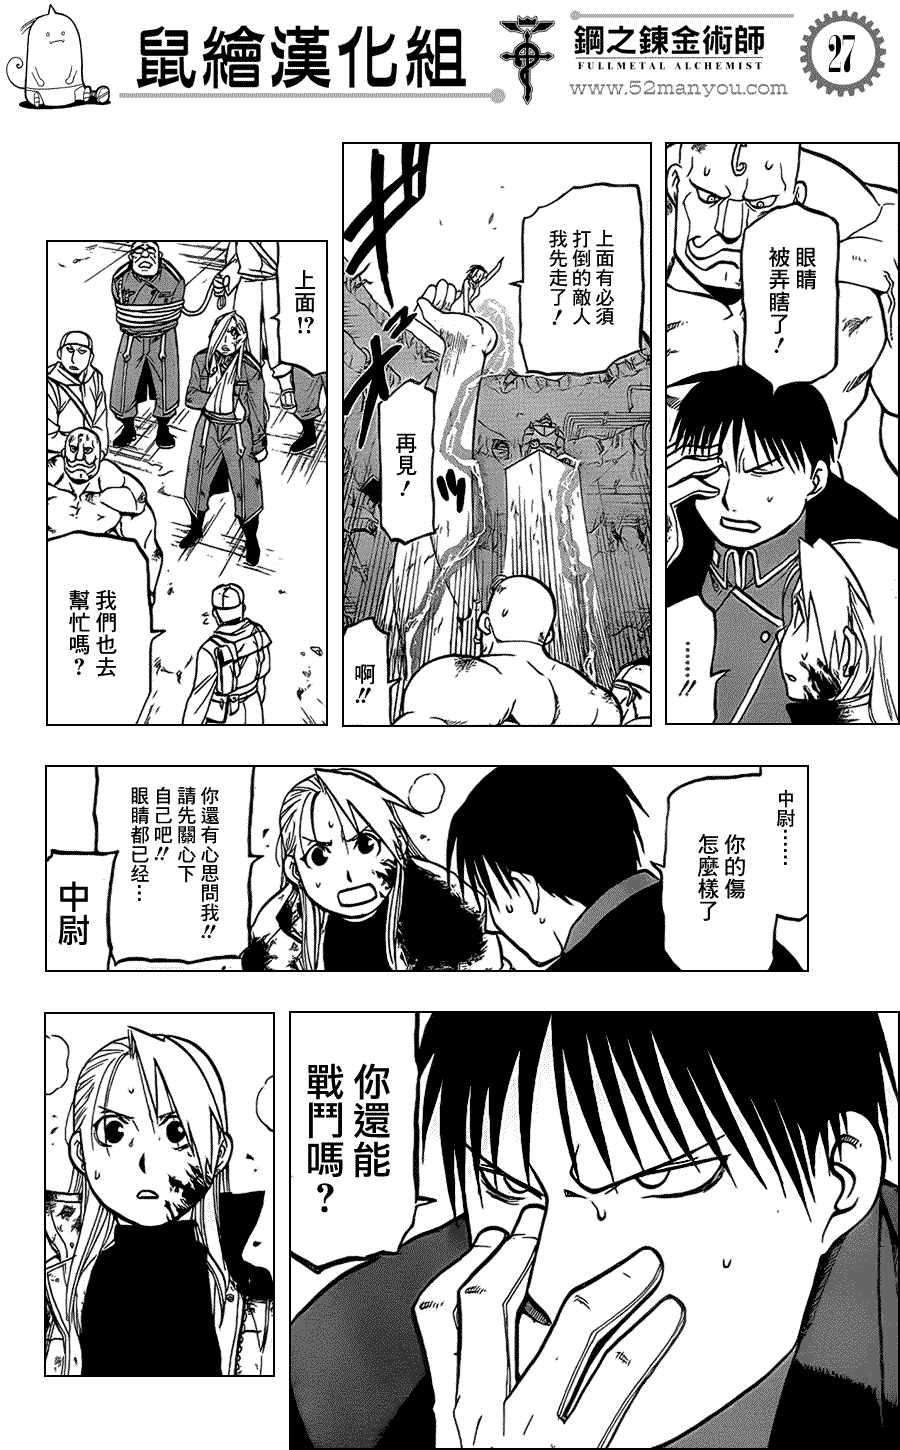 鼠繪漢化組
鋼之鍊金術師
FULLMETAL ALCHEMIST
www.52manyou.com
27
眼睛
被弄瞎了！
……!!
上面有必須
打倒的敵人
我先走了！
再見！
啊!!
上面!?
我們也去
幫忙嗎？
中尉……
你的傷
怎麼樣了
你還有心思問我!!
請先關心下
自己吧!!
眼睛都已经…
中尉
你還能
戰鬥嗎？